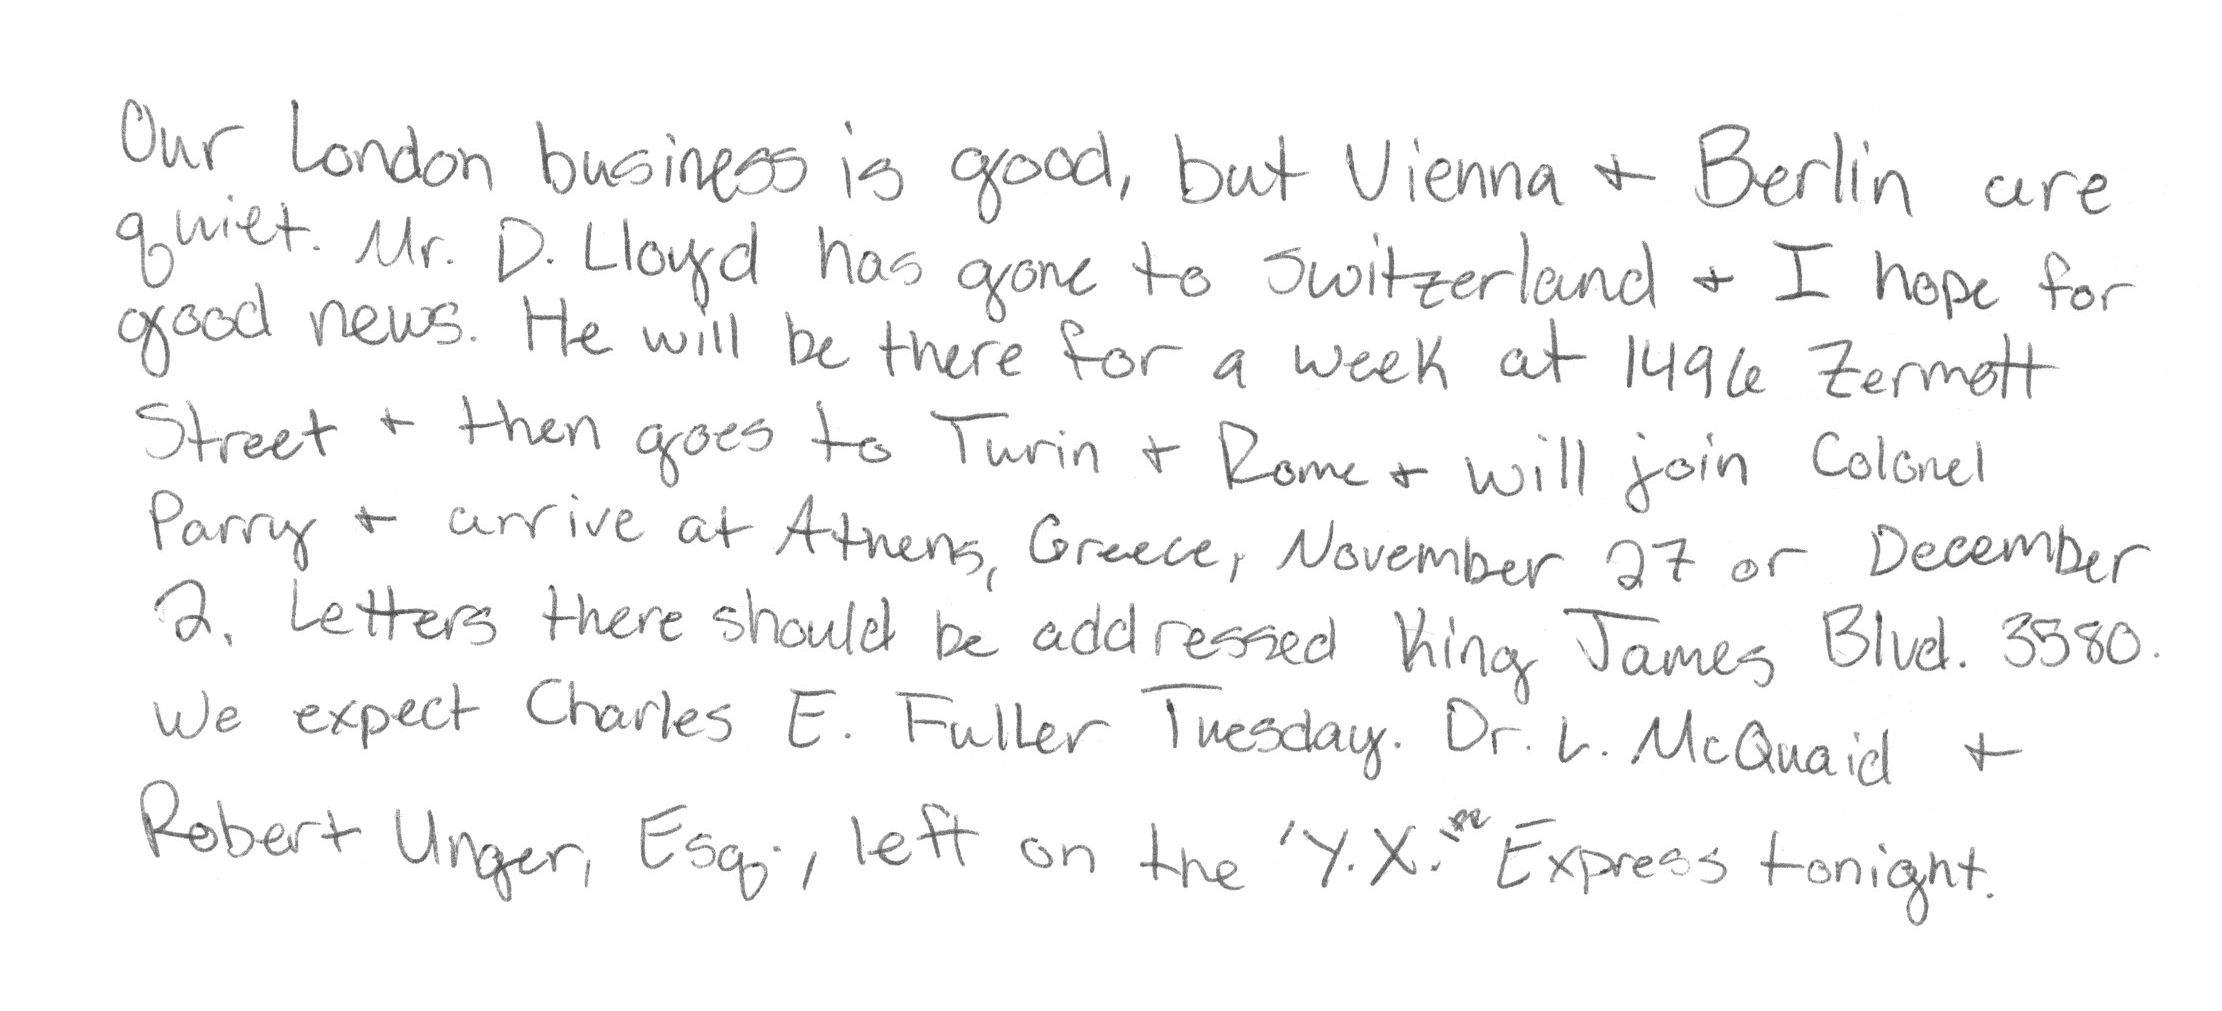 Our London business is good, but Vienna + Berlin are
quiet. Mr. D. Lloyd has gone to Switzerland + I hope for
good news. He will be there for a week at 1496 Zermott
Street + then goes to Turin + Rome + will join Colonel
Parry + arrive at Athens, Greece, November 27 or December
2. Letters there should be addressed King James Blvd. 3580.
We expect Charles E. Fuller Tuesday. Dr. L. McQuaid +
Robert Unger, Esq., left on the 'Y.X.' Express tonight.